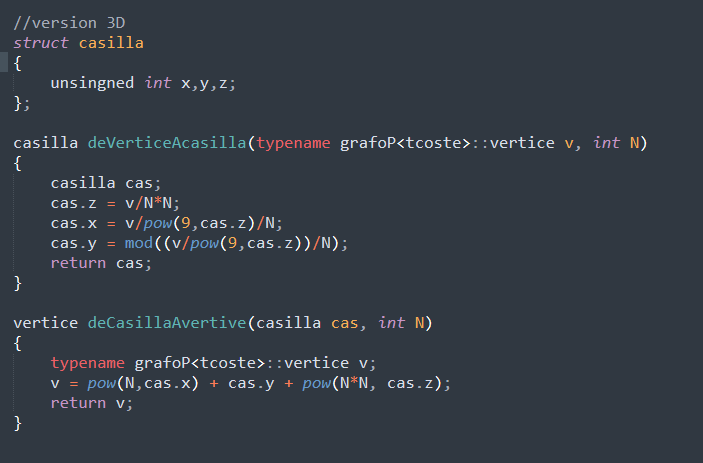 //version 3D
struct casilla
{
    unsingned int x,y,z;
};

casilla deVerticeAcasilla(typename grafoP<tcoste>::vertice v, int N)
{
    casilla cas;
    cas.z = v/N*N;
    cas.x = v/pow(9,cas.z)/N;
    cas.y = mod((v/pow(9,cas.z))/N);
    return cas;
}

vertice deCasillaAvertive(casilla cas, int N)
{
    typename grafoP<tcoste>::vertice v;
    v = pow(N,cas.x) + cas.y + pow(N*N, cas.z);
    return v;
}